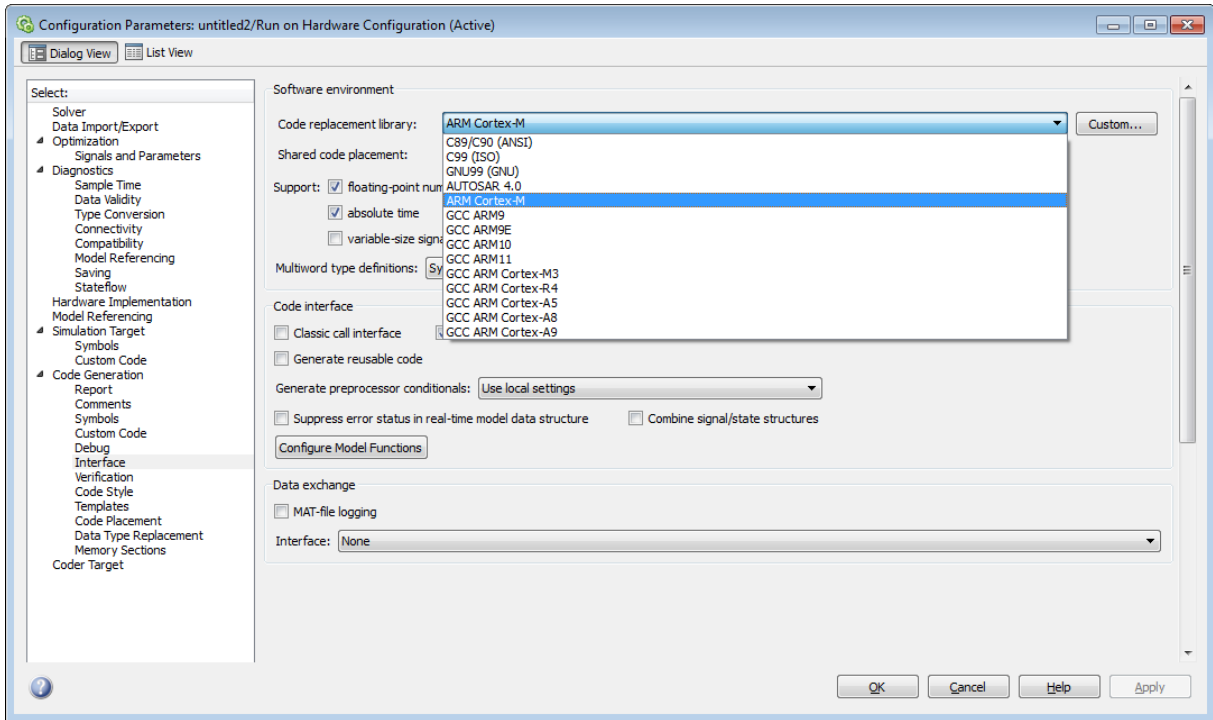 Configuration Parameters: untitled2/Run on Hardware Configuration (Active)
Dialog View List View
Select:
Solver
Data Import/Export
Optimization
Signals and Parameters
Diagnostics
Sample Time
Data Validity
Type Conversion
Connectivity
Compatibility
Model Referencing
Saving
Stateflow
Hardware Implementation
Model Referencing
Simulation Target
Symbols
Custom Code
Code Generation
Report
Comments
Symbols
Custom Code
Debug
Interface
Verification
Code Style
Templates
Code Placement
Data Type Replacement
Memory Sections
Coder Target
Software environment
Code replacement library: ARM Cortex-M Custom...
C89/C90 (ANSI)
Shared code placement: C99 (ISO)
GNU99 (GNU)
Support: floating-point num AUTOSAR 4.0
ARM Cortex-M
absolute time GCC ARM9
GCC ARM9E
variable-size signa GCC ARM10
GCC ARM11
Multiword type definitions: Sy GCC ARM Cortex-M3
GCC ARM Cortex-R4
Code interface GCC ARM Cortex-A5
GCC ARM Cortex-A8
Classic call interface GCC ARM Cortex-A9
Generate reusable code
Generate preprocessor conditionals: Use local settings
Suppress error status in real-time model data structure Combine signal/state structures
Configure Model Functions
Data exchange
MAT-file logging
Interface: None
OK Cancel Help Apply